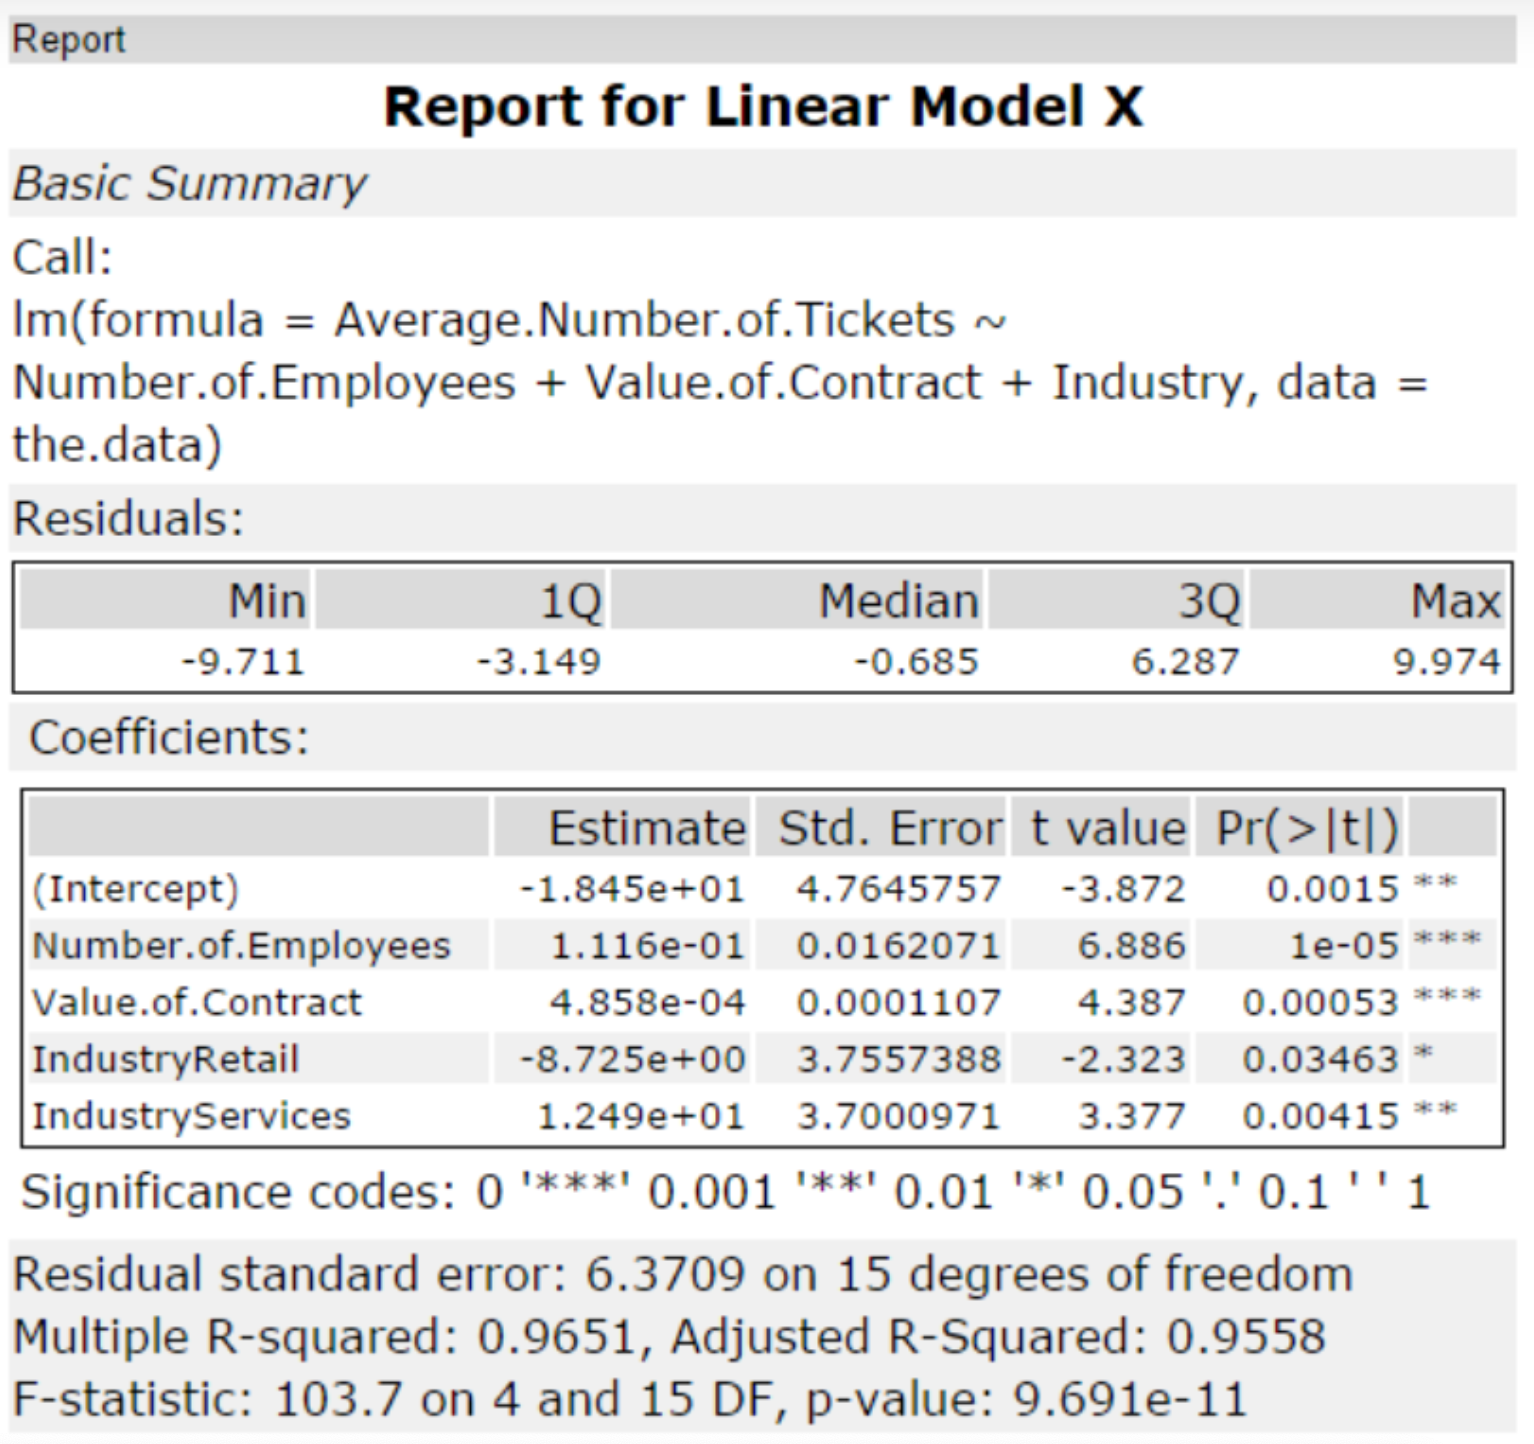 Report
Report for Linear Model X
Basic Summary
Call:
lm(formula = Average.Number.of.Tickets ~
Number.of.Employees + Value.of.Contract + Industry, data =
the.data)
Residuals:
Min 1Q Median 3Q Max
-9.711 -3.149 -0.685 6.287 9.974
Coefficients:
Estimate Std. Error t value Pr(>|t|)
(Intercept) -1.845e+01 4.7645757 -3.872 0.0015 **
Number.of.Employees 1.116e-01 0.0162071 6.886 1e-05 ***
Value.of.Contract 4.858e-04 0.0001107 4.387 0.00053 ***
IndustryRetail -8.725e+00 3.7557388 -2.323 0.03463 *
IndustryServices 1.249e+01 3.7000971 3.377 0.00415 **
Significance codes: 0 '***' 0.001 '**' 0.01 '*' 0.05 '.' 0.1 ' ' 1
Residual standard error: 6.3709 on 15 degrees of freedom
Multiple R-squared: 0.9651, Adjusted R-Squared: 0.9558
F-statistic: 103.7 on 4 and 15 DF, p-value: 9.691e-11